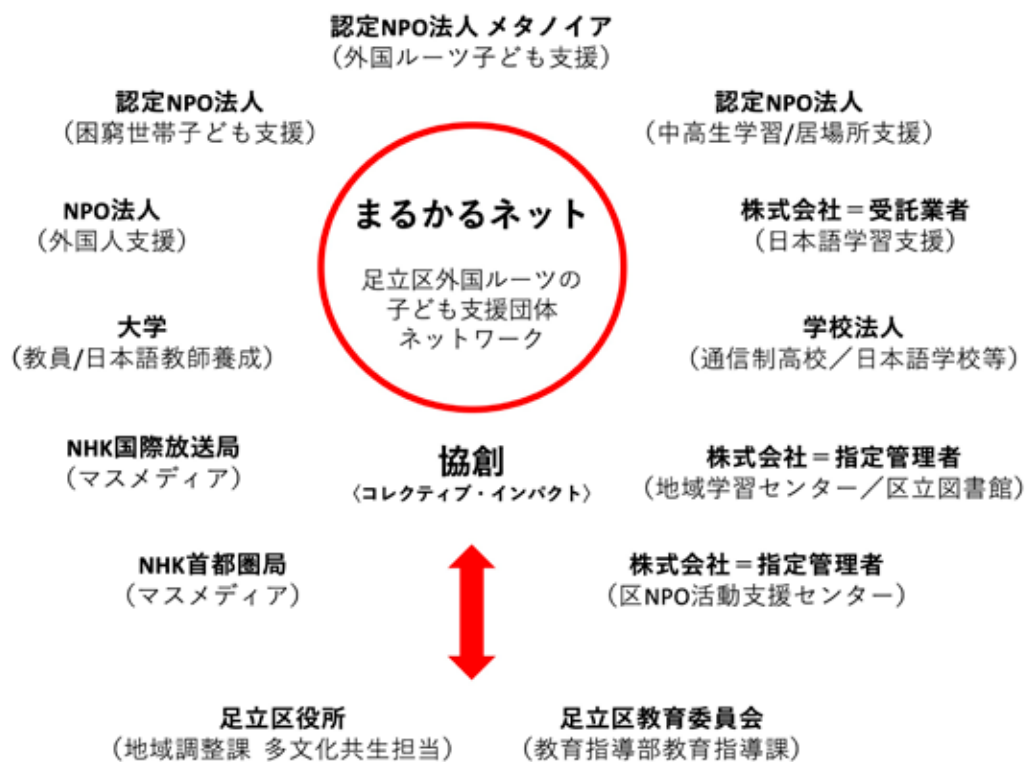 認定NPO法人 メタノイア
（外国ルーツ子ども支援）
認定NPO法人
（困窮世帯子ども支援）
認定NPO法人
（中高生学習/居場所支援）
NPO法人
（外国人支援）
まるかるネット
足立区外国ルーツの
子ども支援団体
ネットワーク
株式会社＝受託業者
（日本語学習支援）
大学
（教員/日本語教師養成）
学校法人
（通信制高校／日本語学校等）
NHK国際放送局
（マスメディア）
協創
〈コレクティブ・インパクト〉
株式会社＝指定管理者
（地域学習センター／区立図書館）
NHK首都圏局
（マスメディア）
株式会社＝指定管理者
（区NPO活動支援センター）
足立区役所
（地域調整課 多文化共生担当）
足立区教育委員会
（教育指導部教育指導課）